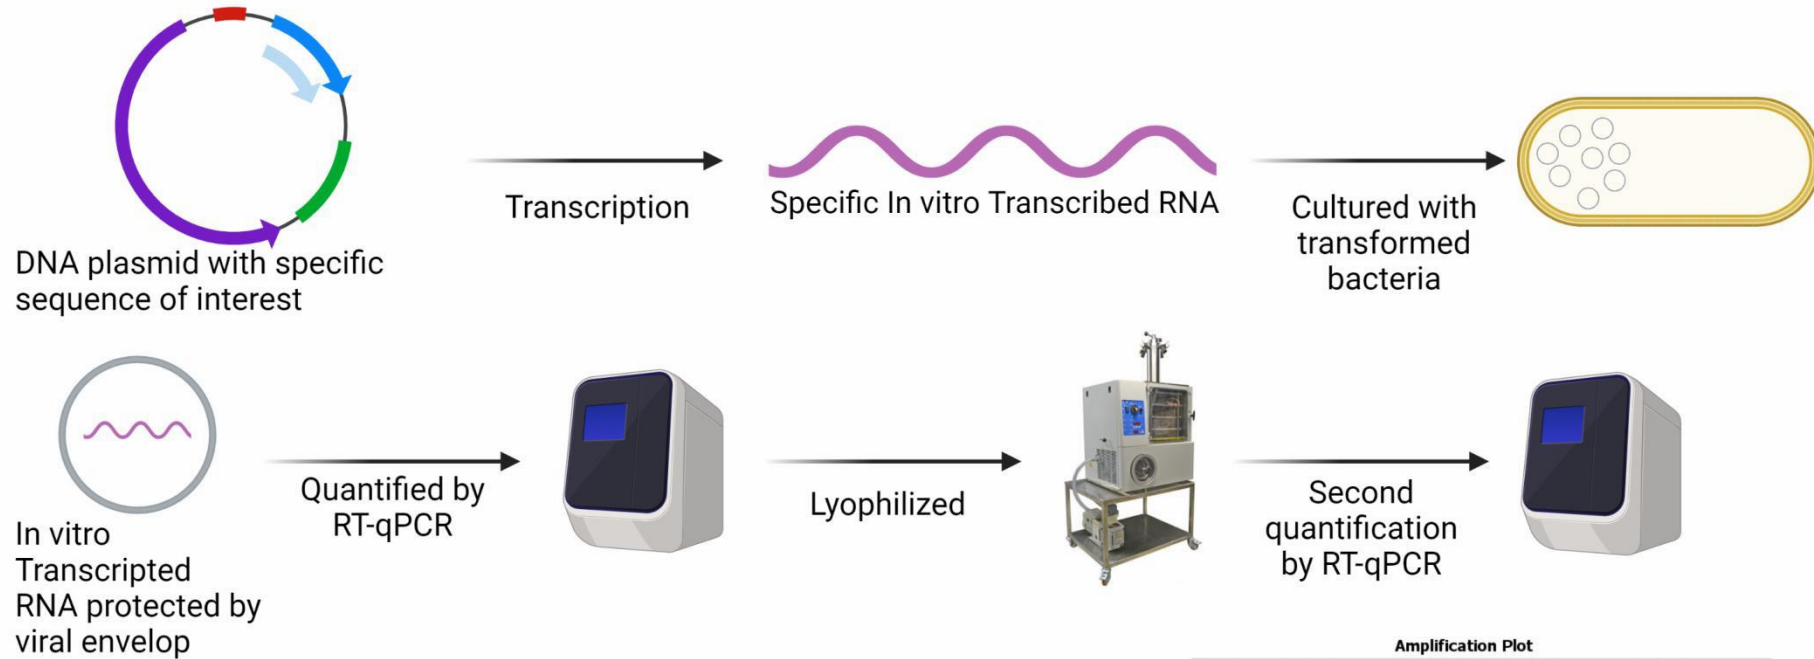 Transcription
Specific In vitro Transcribed RNA
Cultured with
transformed
bacteria
DNA plasmid with specific
sequence of interest
Quantified by
RT-qPCR
Lyophilized
Second
quantification
by RT-qPCR
In vitro
Transcripted
RNA protected by
viral envelop
Amplification Plot